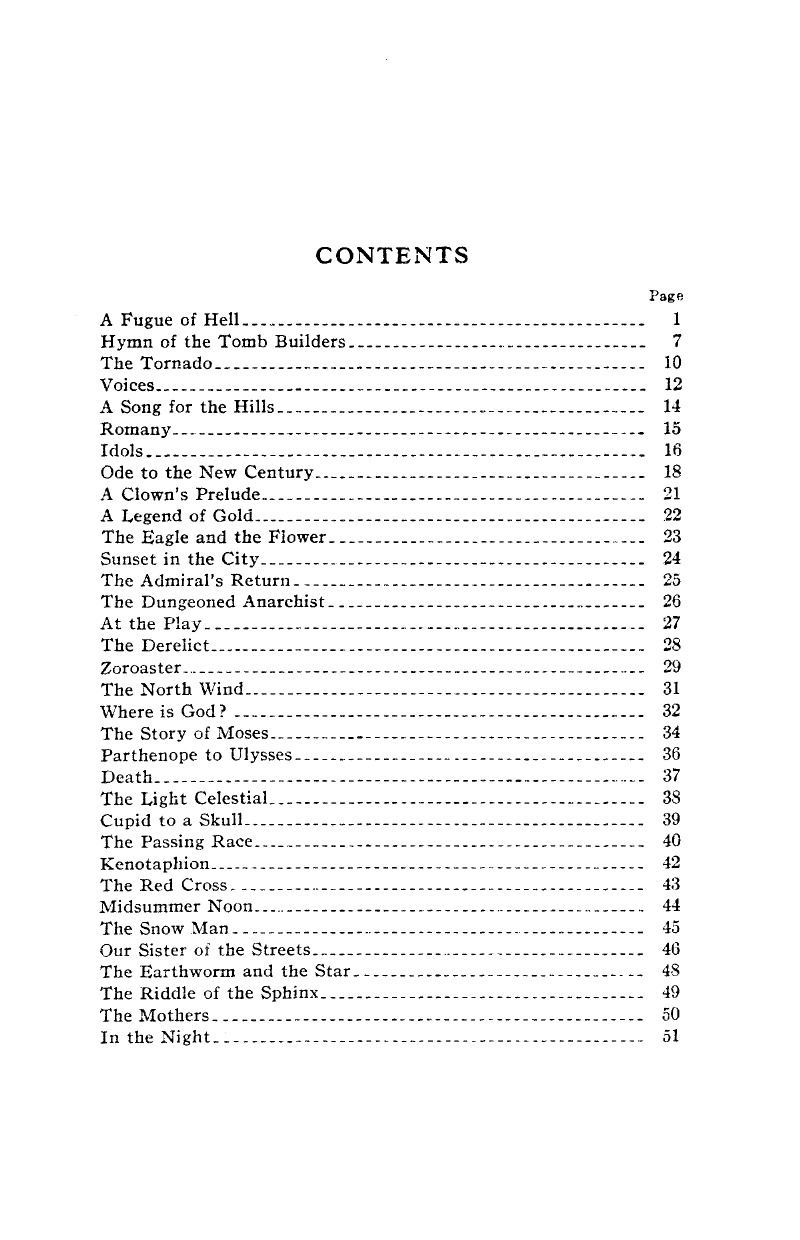 CONTENTS
Page
A Fugue of Hell 1
Hymn of the Tomb Builders 7
The Tornado 10
Voices 12
A Song for the Hills 14
Romany 15
Idols 16
Ode to the New Century 18
A Clown's Prelude 21
A Legend of Gold 22
The Eagle and the Flower 23
Sunset in the City 24
The Admiral's Return 25
The Dungeoned Anarchist 26
At the Play 27
The Derelict 28
Zoroaster 29
The North Wind 31
Where is God? 32
The Story of Moses 34
Parthenope to Ulysses 36
Death 37
The Light Celestial 38
Cupid to a Skull 39
The Passing Race 40
Kenotaphion 42
The Red Cross 43
Midsummer Noon 44
The Snow Man 45
Our Sister of the Streets 46
The Earthworm and the Star 48
The Riddle of the Sphinx 49
The Mothers 50
In the Night 51